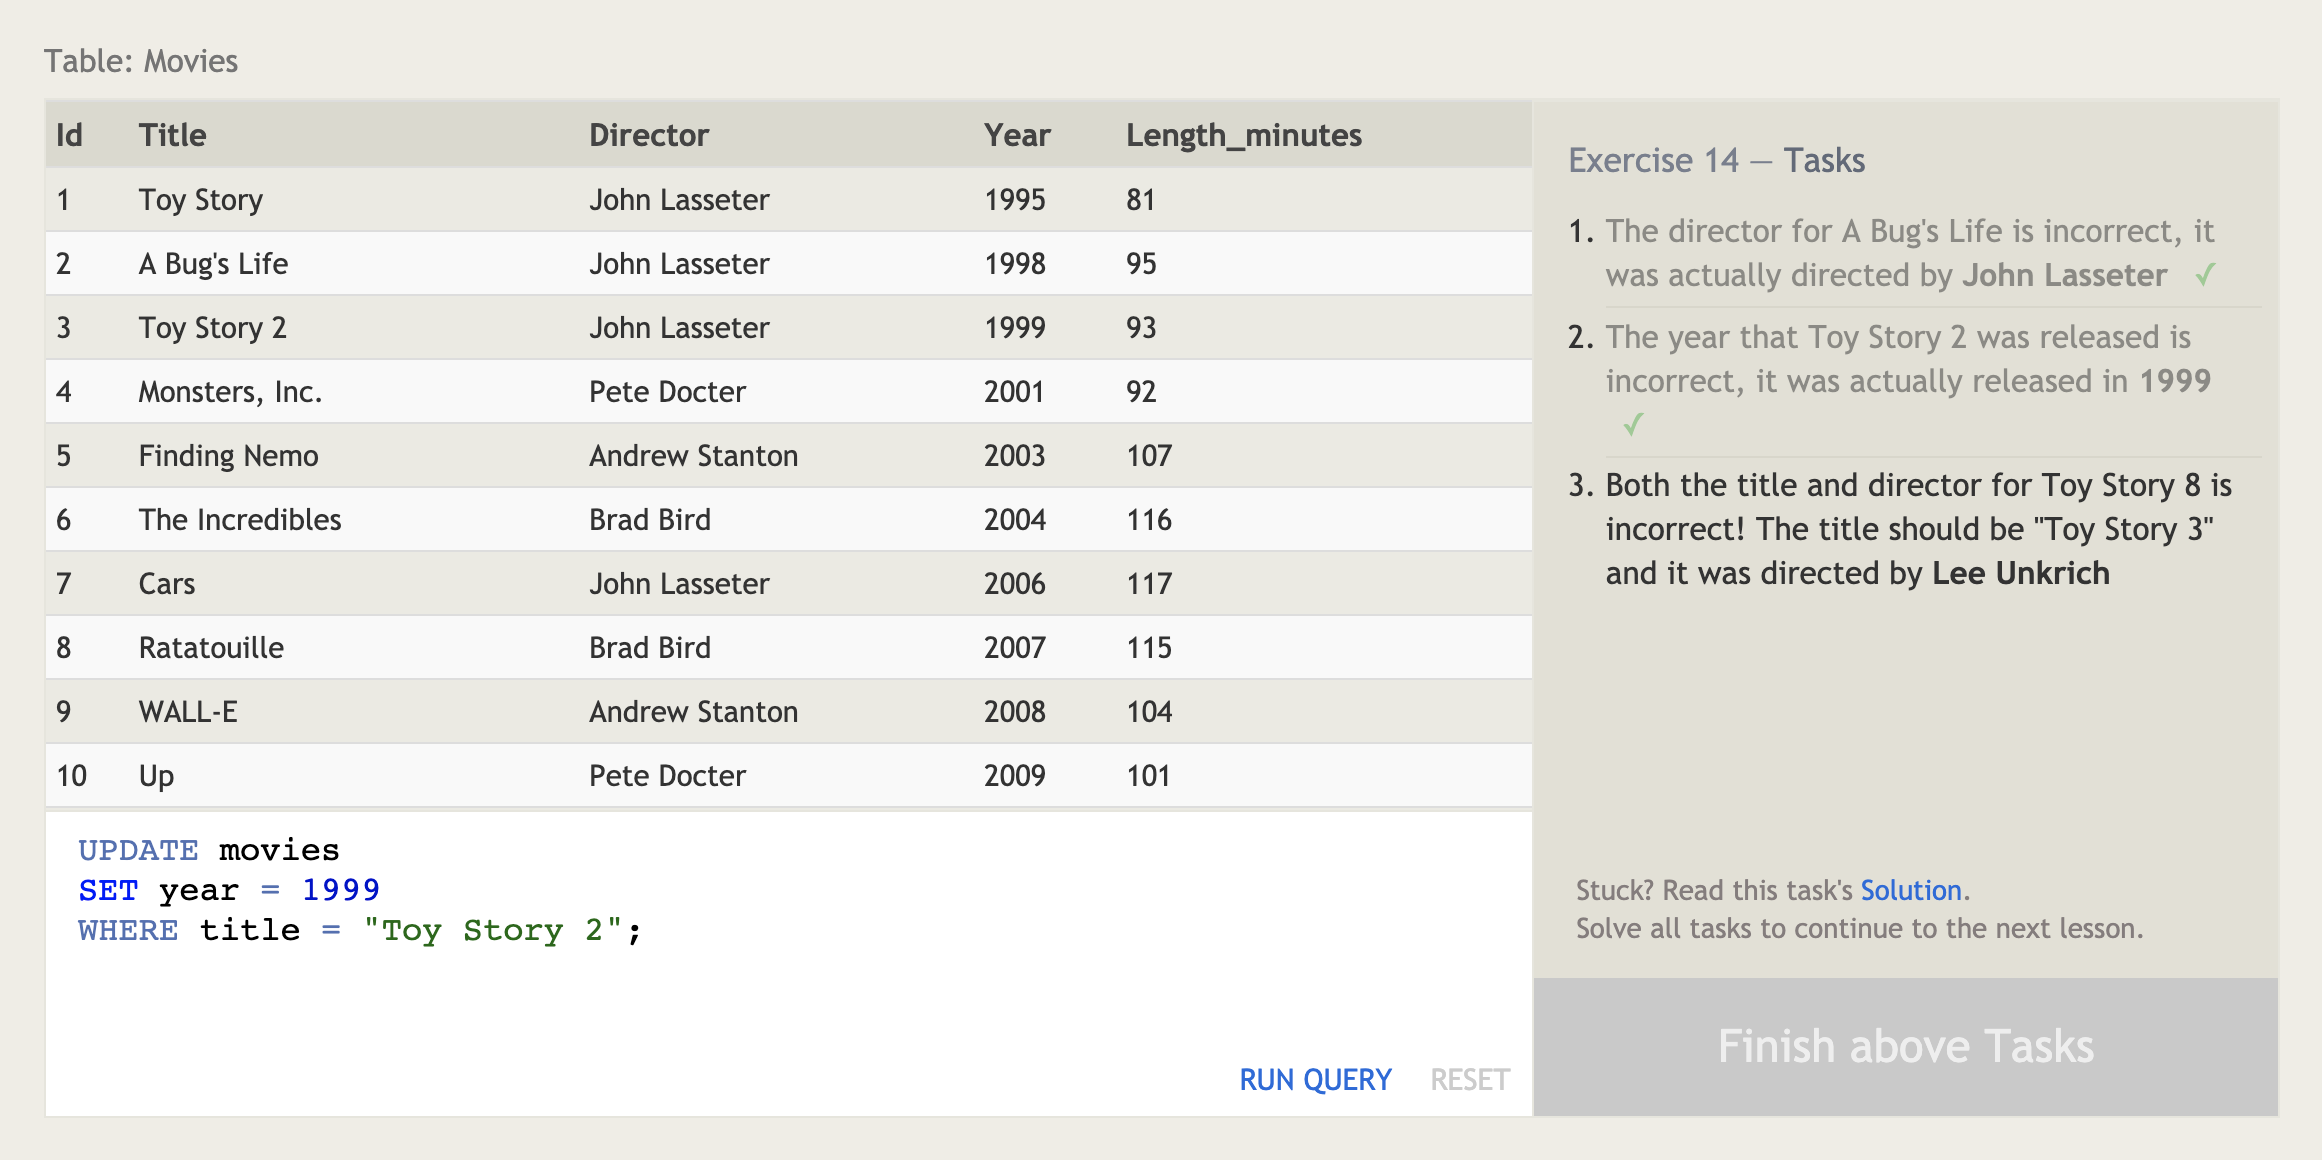 Table: Movies
Id Title Director Year Length_minutes
1 Toy Story John Lasseter 1995 81
2 A Bug's Life John Lasseter 1998 95
3 Toy Story 2 John Lasseter 1999 93
4 Monsters, Inc. Pete Docter 2001 92
5 Finding Nemo Andrew Stanton 2003 107
6 The Incredibles Brad Bird 2004 116
7 Cars John Lasseter 2006 117
8 Ratatouille Brad Bird 2007 115
9 WALL-E Andrew Stanton 2008 104
10 Up Pete Docter 2009 101
UPDATE movies
SET year = 1999
WHERE title = "Toy Story 2";
RUN QUERY RESET
Exercise 14 — Tasks
1. The director for A Bug's Life is incorrect, it
was actually directed by John Lasseter ✓
2. The year that Toy Story 2 was released is
incorrect, it was actually released in 1999
✓
3. Both the title and director for Toy Story 8 is
incorrect! The title should be "Toy Story 3"
and it was directed by Lee Unkrich
Stuck? Read this task's Solution.
Solve all tasks to continue to the next lesson.
Finish above Tasks